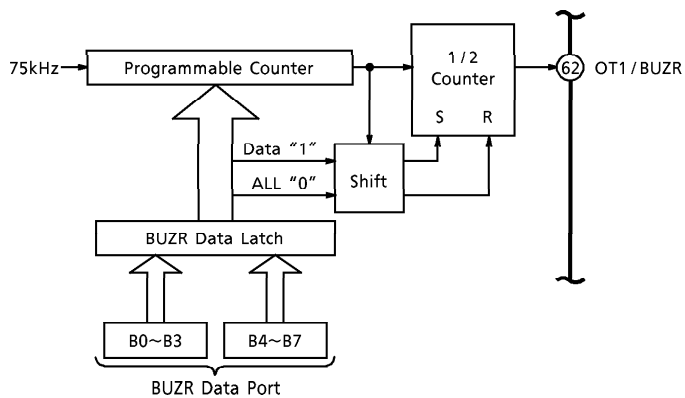 75kHz
Programmable Counter
1/2
Counter
S R
62
OT1/BUZR
Data “1”
ALL “0”
Shift
BUZR Data Latch
B0~B3
B4~B7
BUZR Data Port